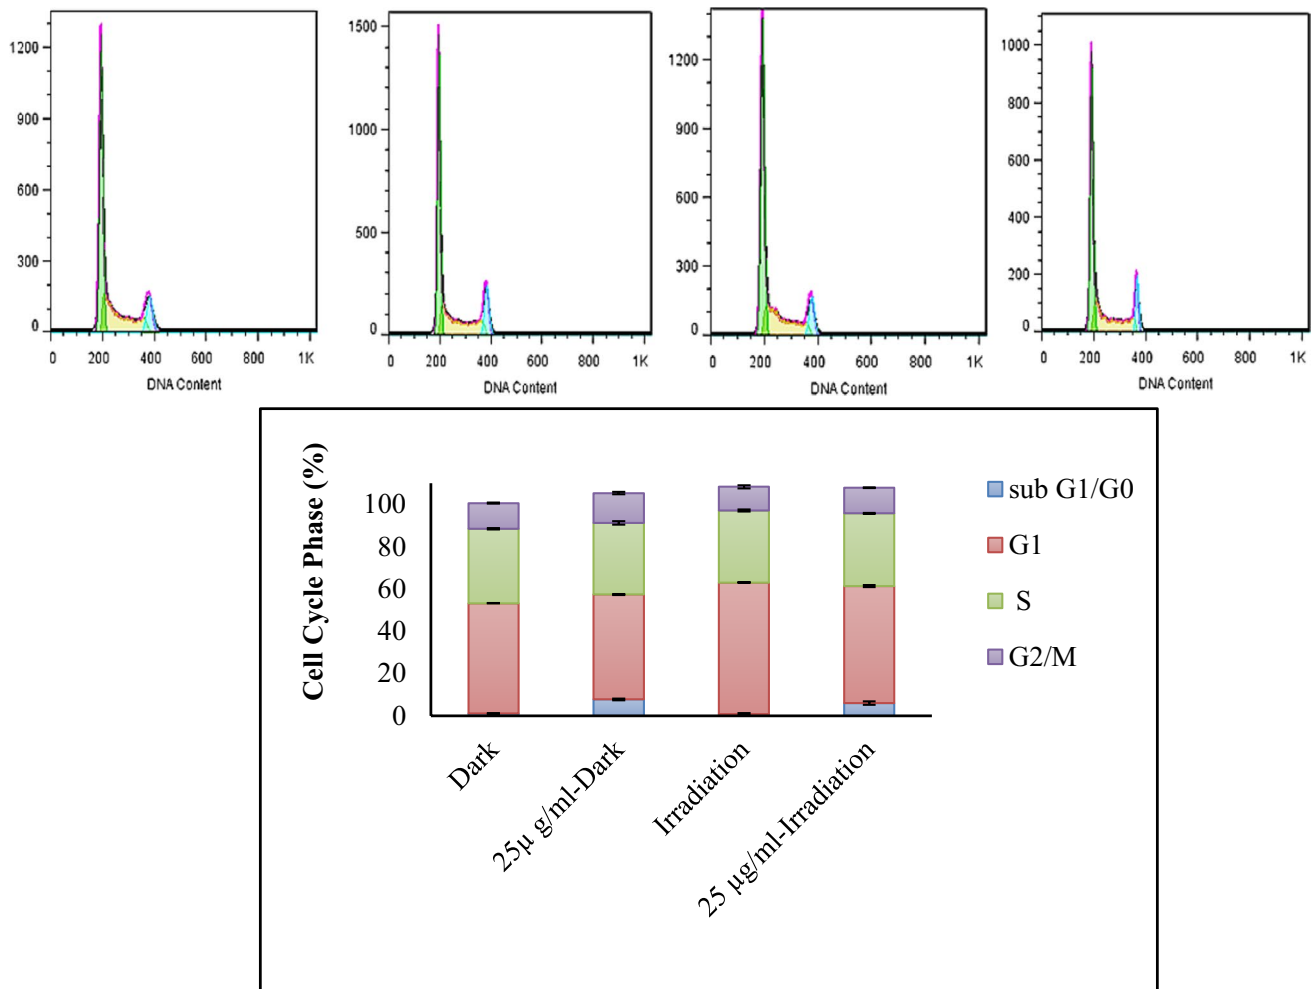 1200
900
600
300
0
0 200 400 600 800 1K
DNA Content
1500
1000
500
0
0 200 400 600 800 1K
DNA Content
1200
900
600
300
0
0 200 400 600 800 1K
DNA Content
1000
800
600
400
200
0
0 200 400 600 800 1K
DNA Content
Cell Cycle Phase (%)
100
80
60
40
20
0
Dark
25µ g/ml-Dark
Irradiation
25 µg/ml-Irradiation
sub G1/G0
G1
S
G2/M